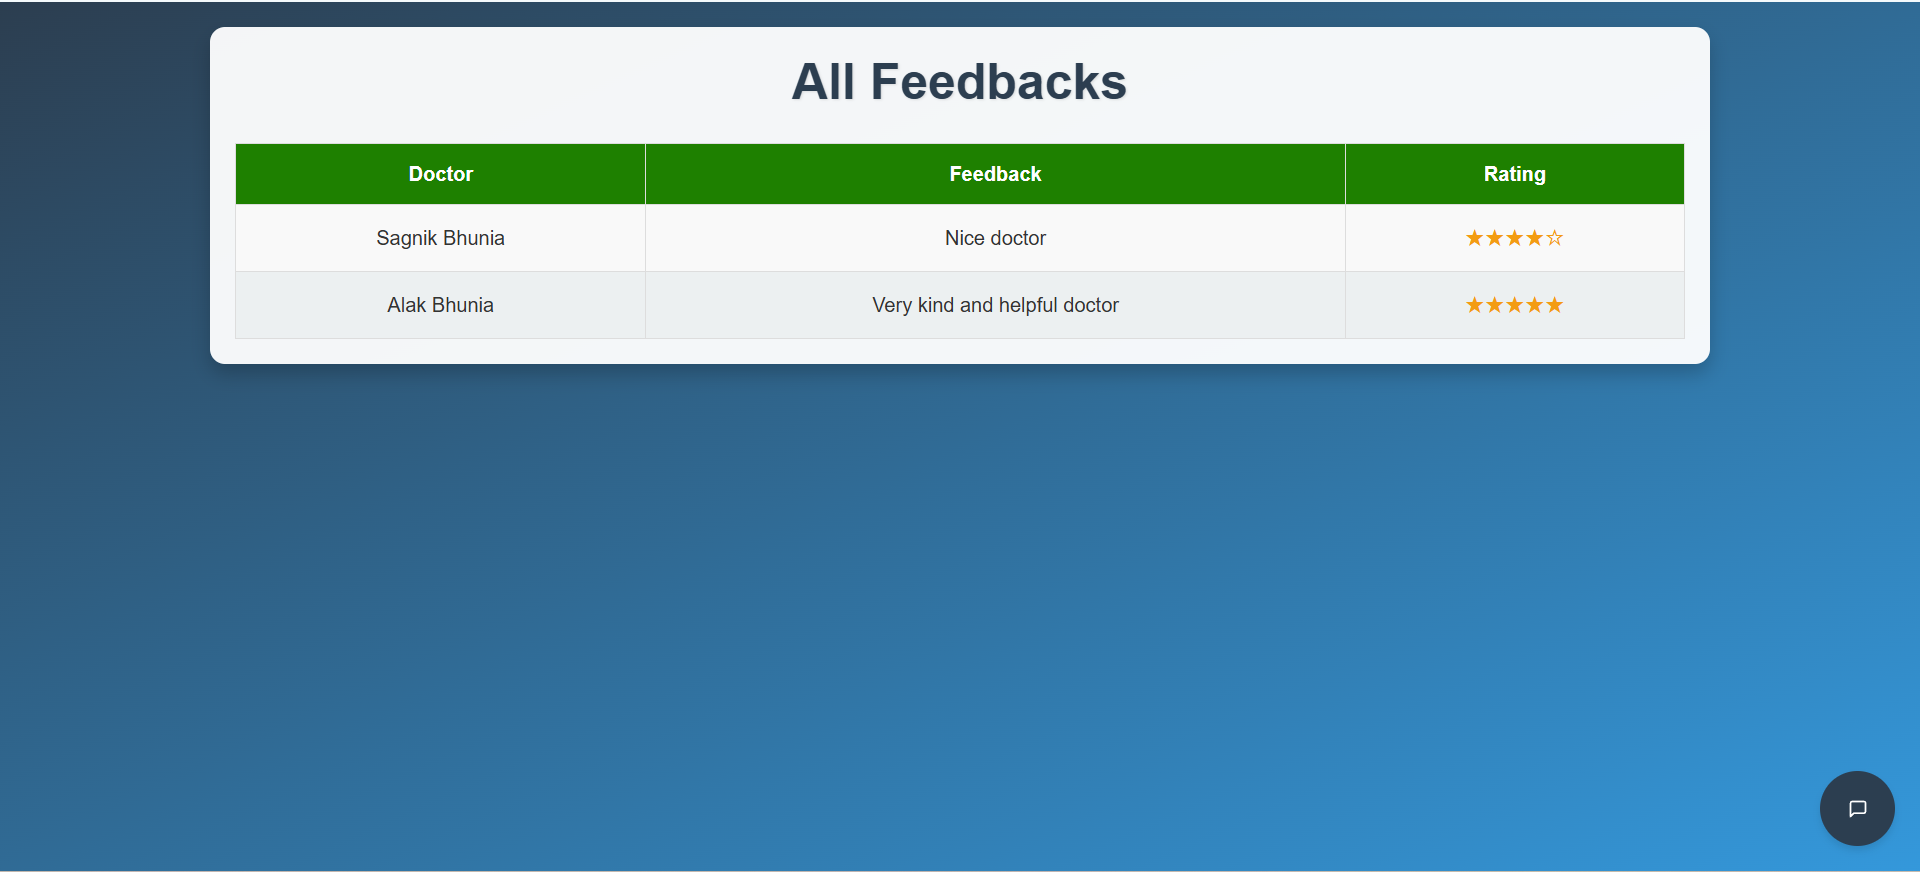 All Feedbacks
Doctor Feedback Rating
Sagnik Bhunia Nice doctor ★★★★☆
Alak Bhunia Very kind and helpful doctor ★★★★★